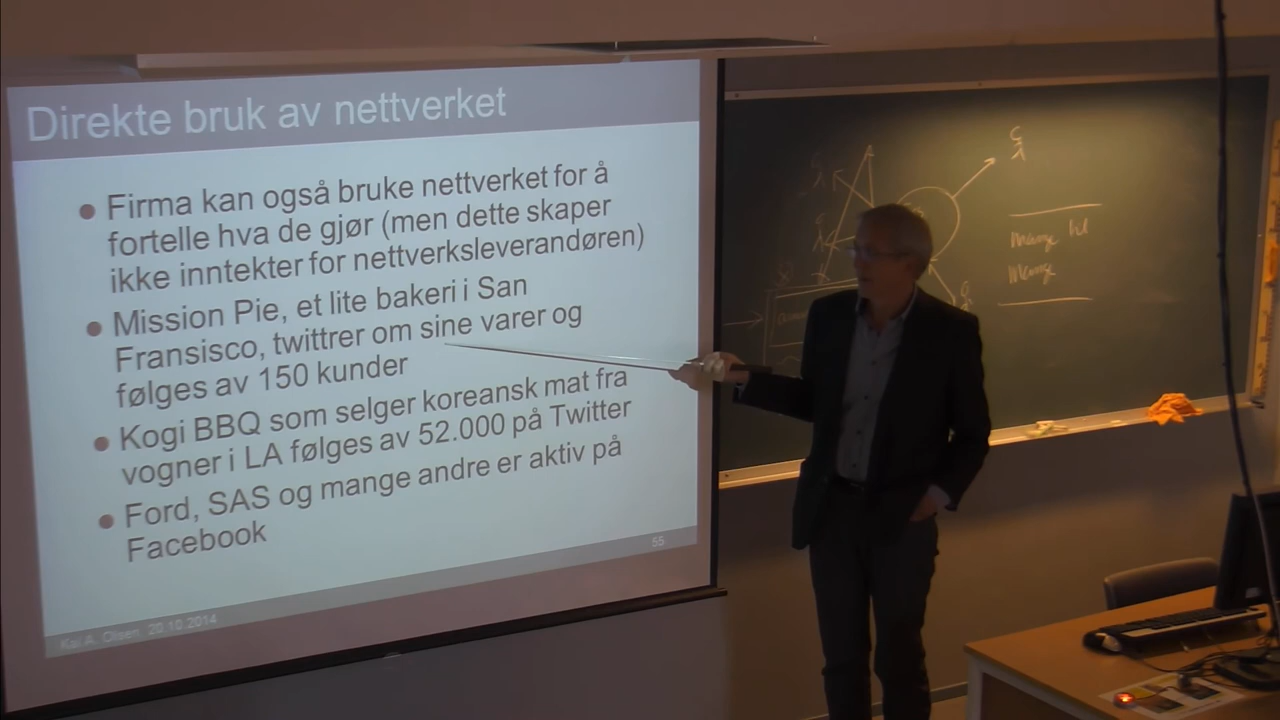 Direkte bruk av nettverket
● Firma kan også bruke nettverket for å
fortelle hva de gjør (men dette skaper
ikke inntekter for nettverksleverandøren)
● Mission Pie, et lite bakeri i San
Fransisco, twittrer om sine varer og
følges av 150 kunder
● Kogi BBQ som selger koreansk mat fra
vogner i LA følges av 52.000 på Twitter
● Ford, SAS og mange andre er aktiv på
Facebook
55
Kai A. Olsen 20.10.2014
C
Mange til
Mange